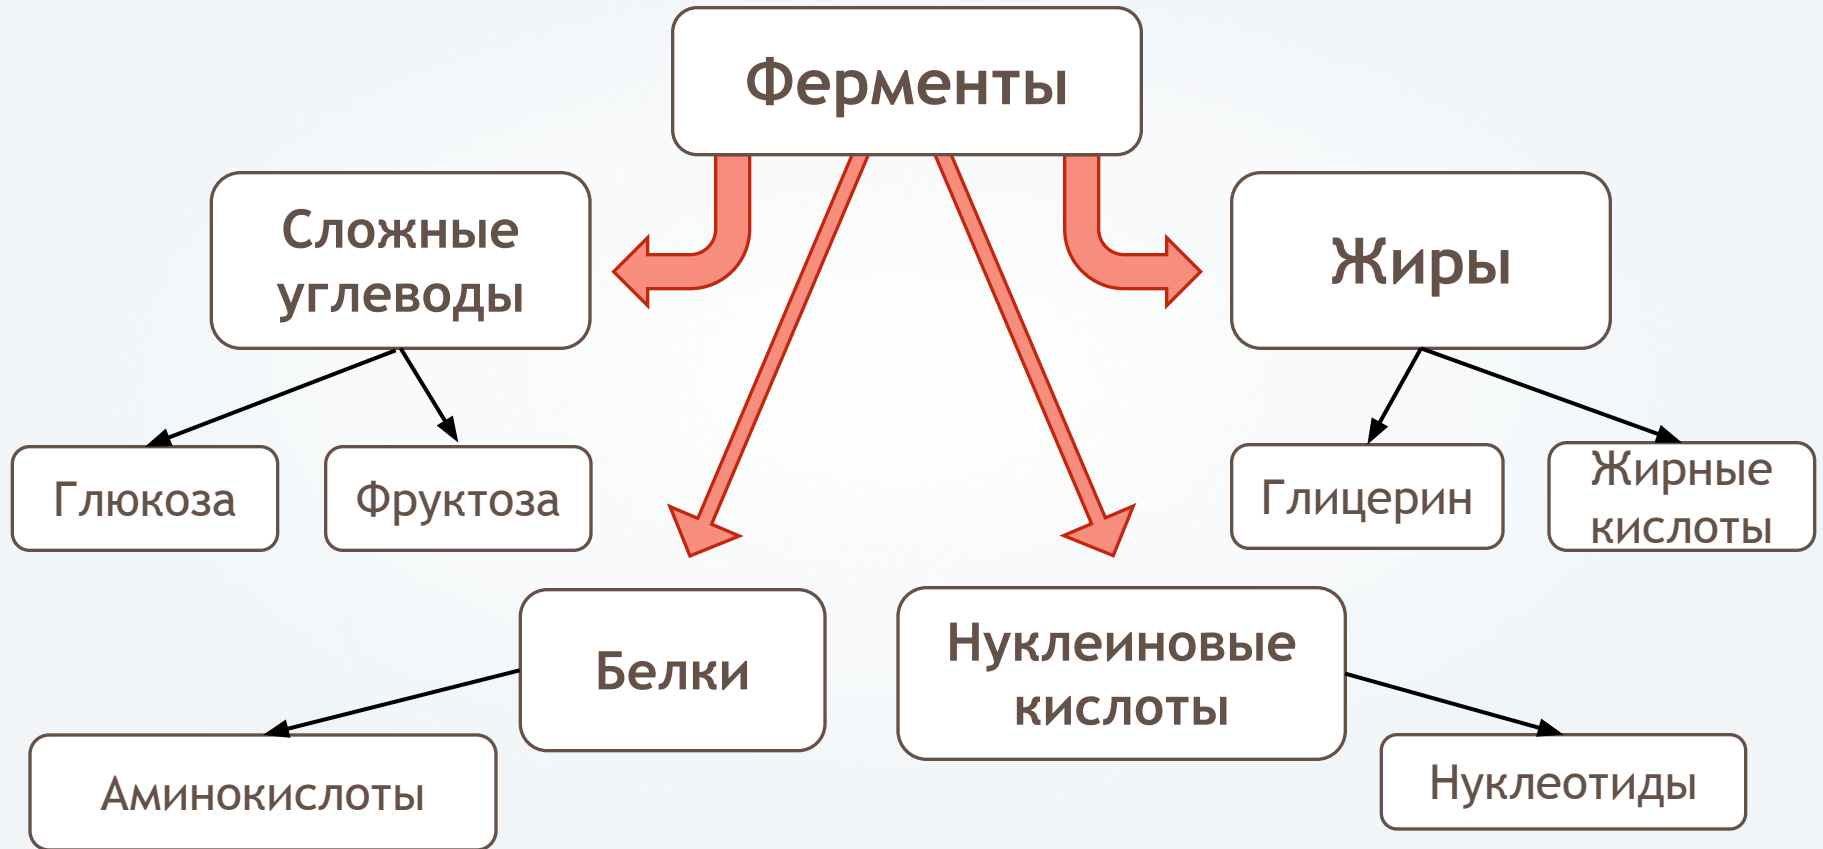 Ферменты
Сложные
углеводы
Жиры
Глюкоза
Фруктоза
Глицерин
Жирные
кислоты
Белки
Нуклеиновые
кислоты
Аминокислоты
Нуклеотиды